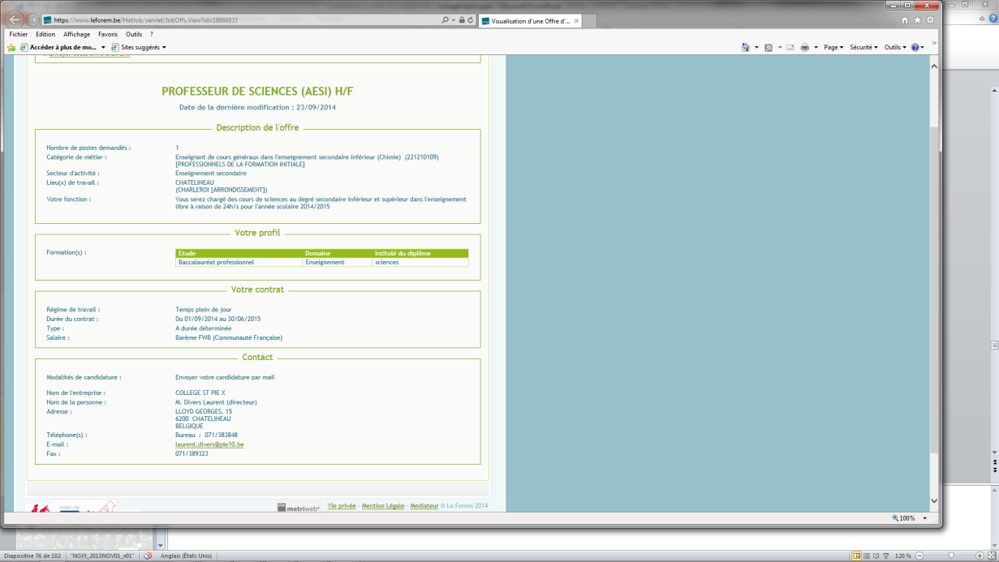 https://www.leforem.be/HotJob/servlet/JobOffs.View?id=18666933
Visualisation d'une Offre d'...
Fichier Edition Affichage Favoris Outils ?
Accéder à plus de mo... Sites suggérés
Page Sécurité Outils
PROFESSEUR DE SCIENCES (AESI) H/F
Date de la dernière modification : 23/09/2014
Description de l'offre
Nombre de postes demandés : 1
Catégorie de métier : Enseignant de cours généraux dans l'enseignement secondaire inférieur (Chimie) (221210109)
[PROFESSIONNELS DE LA FORMATION INITIALE]
Secteur d'activité : Enseignement secondaire
Lieu(x) de travail : CHATELINEAU
(CHARLEROI [ARRONDISSEMENT])
Votre fonction : Vous serez chargé des cours de sciences au degré secondaire inférieur et supérieur dans l'enseignement
libre à raison de 24h/s pour l'année scolaire 2014/2015
Votre profil
Formation(s) :
Etude Domaine Intitulé du diplôme
Baccalauréat professionnel Enseignement sciences
Votre contrat
Régime de travail : Temps plein de jour
Durée du contrat : Du 01/09/2014 au 30/06/2015
Type : A durée déterminée
Salaire : Barème FWB (Communauté Française)
Contact
Modalités de candidature : Envoyer votre candidature par mail
Nom de l'entreprise : COLLEGE ST PIE X
Nom de la personne : M. Divers Laurent (directeur)
Adresse : LLOYD GEORGES, 15
6200 CHATELINEAU
BELGIQUE
Téléphone(s) : Bureau : 071/383848
E-mail : laurent.divers@pie10.be
Fax : 071/389323
metriweb Vie privée - Mention Légale - Mediateur © Le Forem 2014
100%
Diapositive 76 de 102 "NGYX_2013NOV01_v01" Anglais (États Unis) 120 %